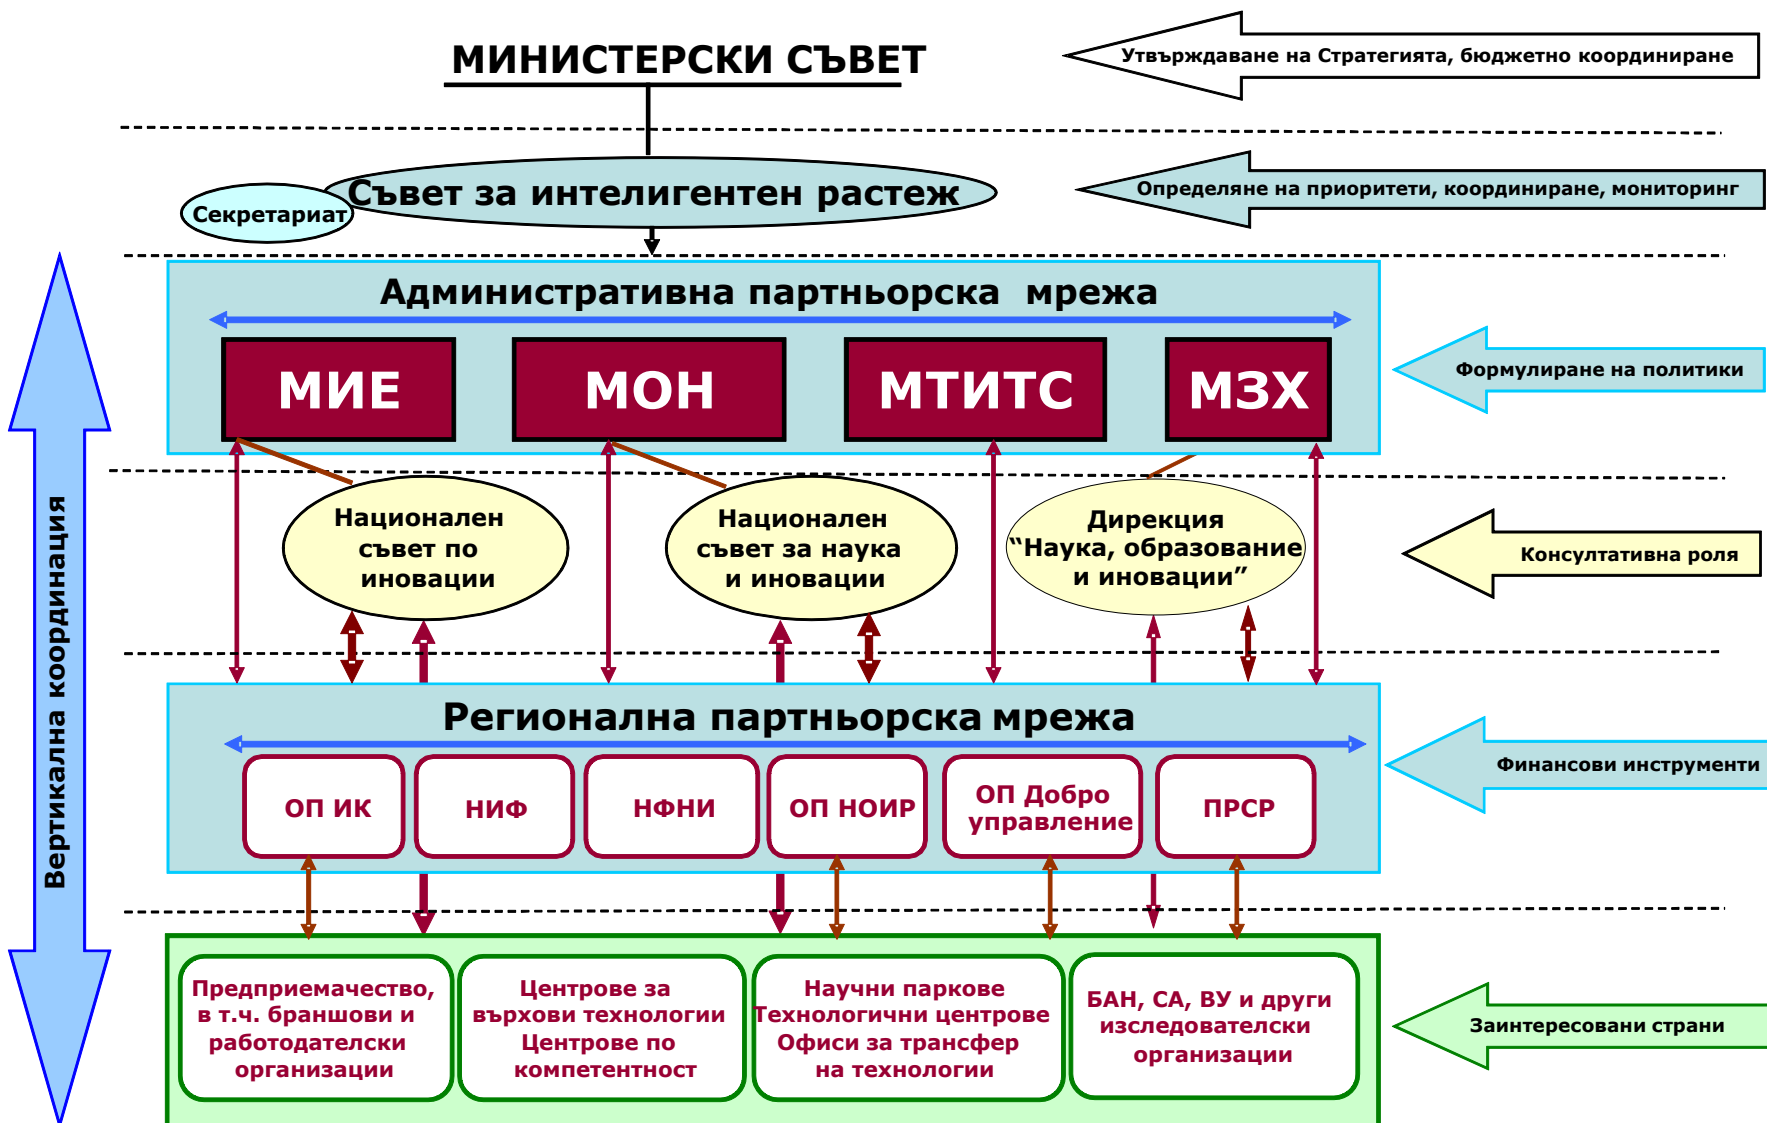 МИНИСТЕРСКИ СЪВЕТ
Утвърждаване на Стратегията, бюджетно координиране
Съвет за интелигентен растеж
Секретариат
Определяне на приоритети, координиране, мониторинг
Административна партньорска мрежа
МИЕ
МОН
МТИТС
МЗХ
Формулиране на политики
Вертикална координация
Национален
съвет по
иновации
Национален
съвет за наука
и иновации
Дирекция
“Наука, образование
и иновации”
Консултативна роля
Регионална партньорска мрежа
ОП ИК
НИФ
НФНИ
ОП НОИР
ОП Добро
управление
ПРСР
Финансови инструменти
Предприемачество,
в т.ч. браншови и
работодателски
организации
Центрове за
върхови технологии
Центрове по
компетентност
Научни паркове
Технологични центрове
Офиси за трансфер
на технологии
БАН, СА, ВУ и други
изследователски
организации
Заинтересовани страни